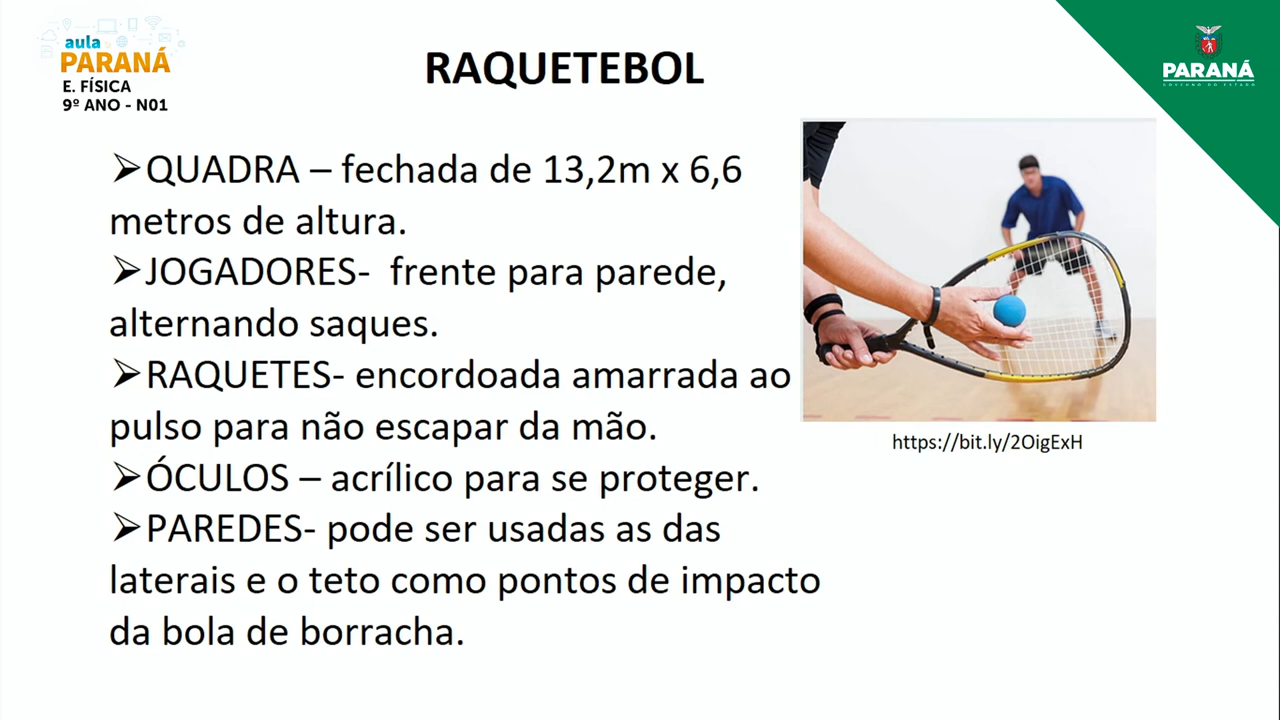 aula
PARANÁ
E. FÍSICA
9º ANO - N01
RAQUETEBOL
PARANÁ
GOVERNO DO ESTADO
➢QUADRA – fechada de 13,2m x 6,6
metros de altura.
➢JOGADORES-  frente para parede,
alternando saques.
➢RAQUETES- encordoada amarrada ao
pulso para não escapar da mão.
➢ÓCULOS – acrílico para se proteger.
➢PAREDES- pode ser usadas as das
laterais e o teto como pontos de impacto
da bola de borracha.
https://bit.ly/2OigExH